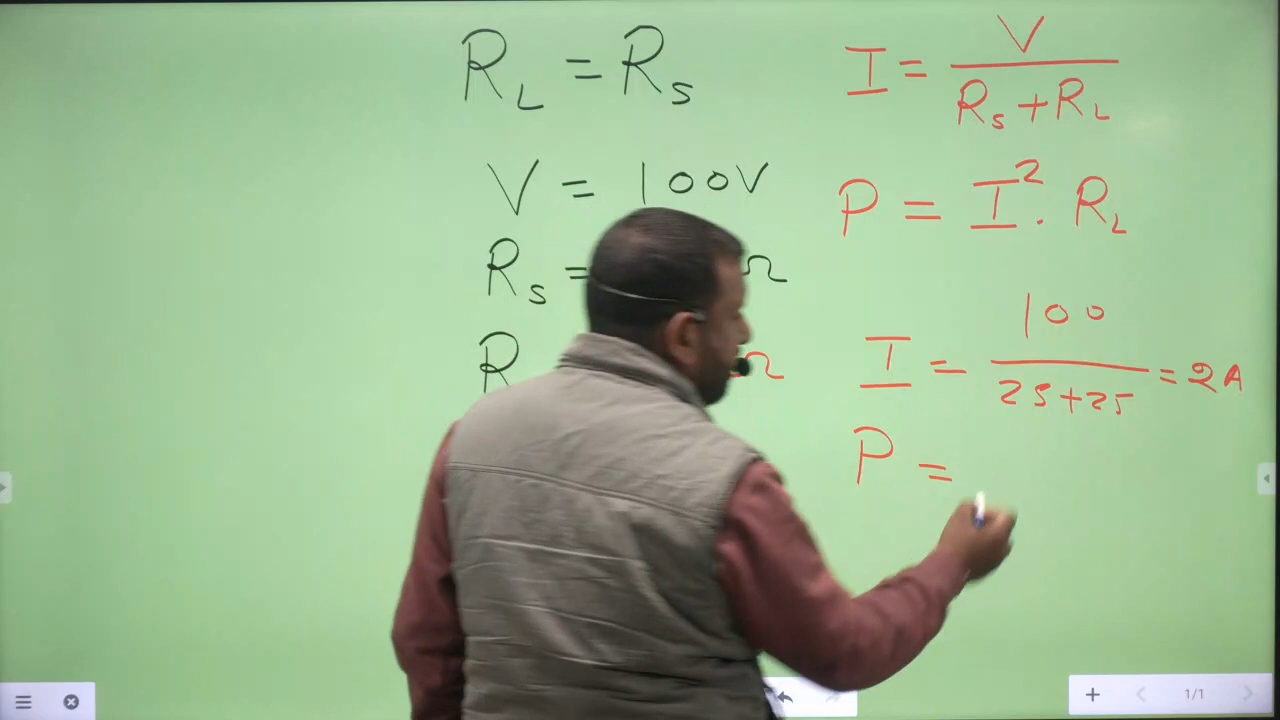 R_L = R_S
V = 100V
R_S = Ω
R Ω
I = V / (R_S + R_L)
P = I². R_L
I = 100 / (25+25) = 2A
P =
1/1